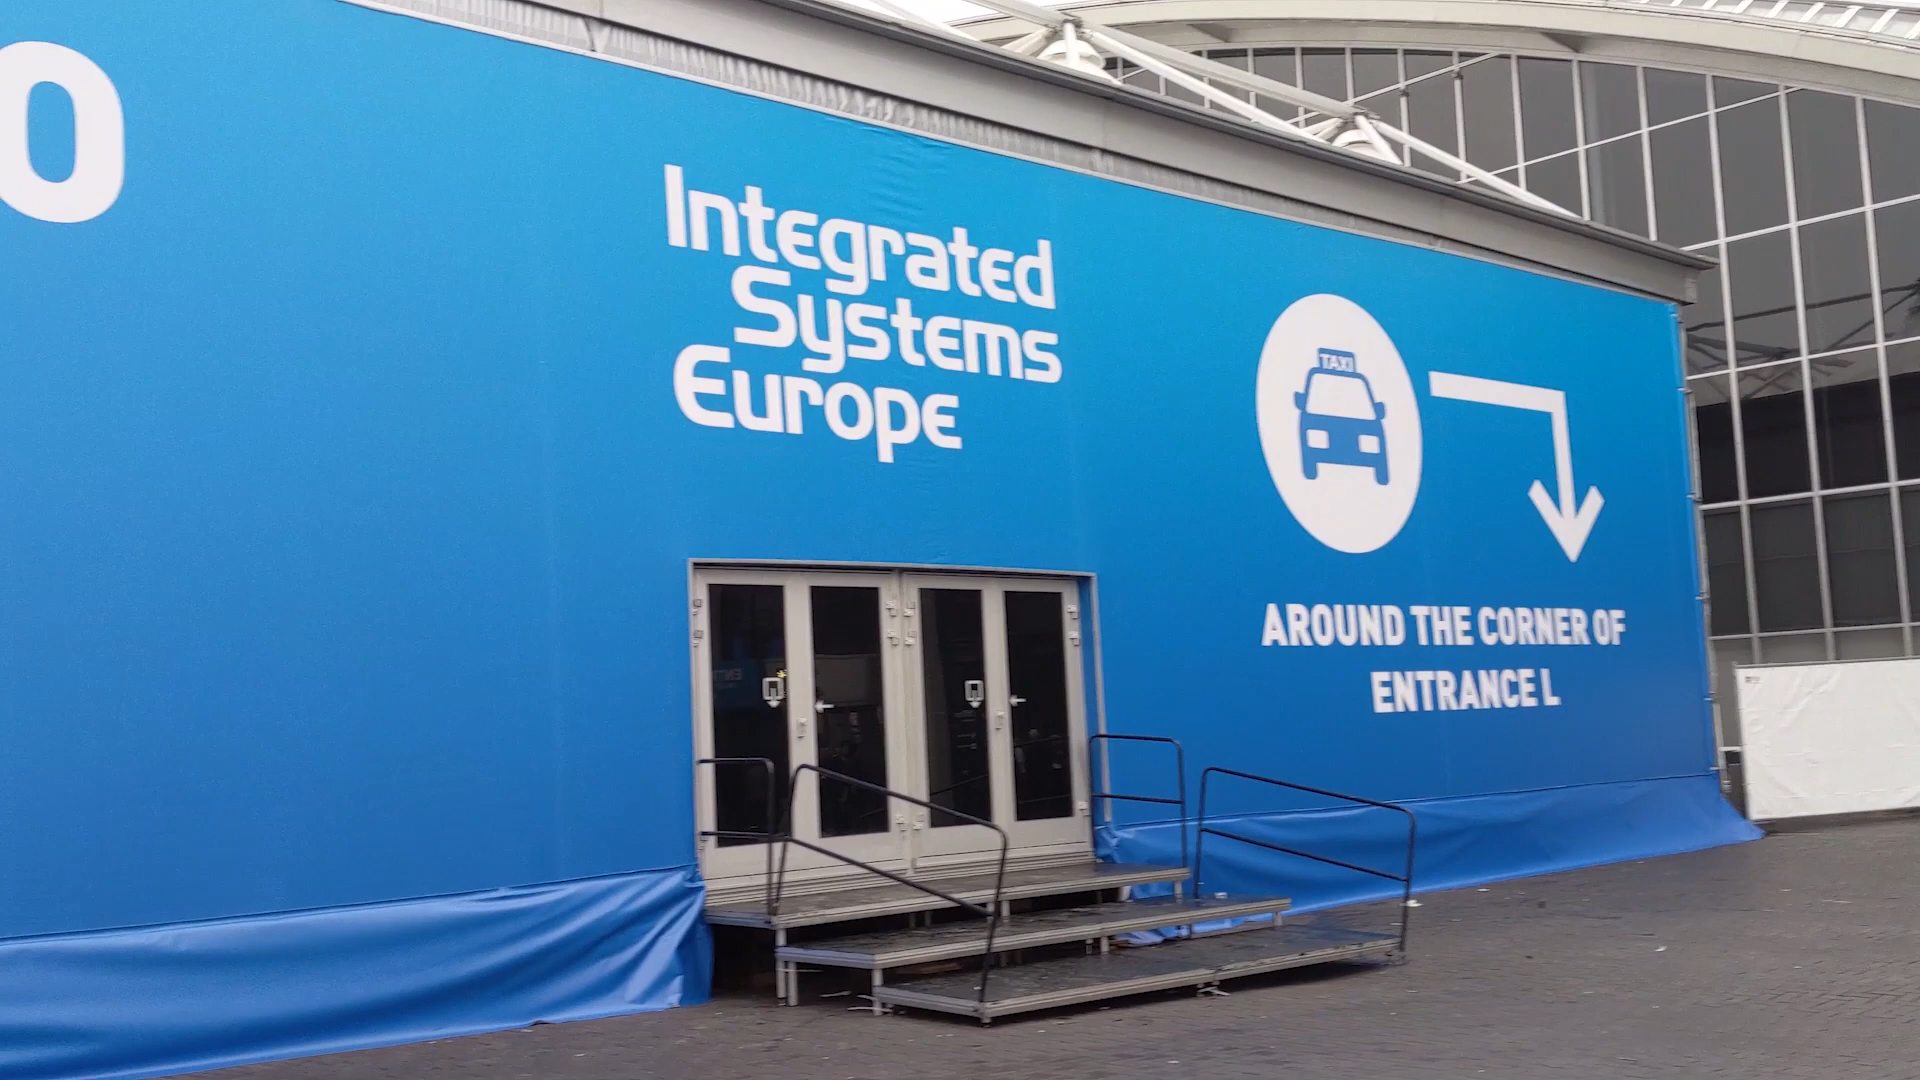 O
Integrated
Systems
Europe
TAXI
AROUND THE CORNER OF
ENTRANCE L